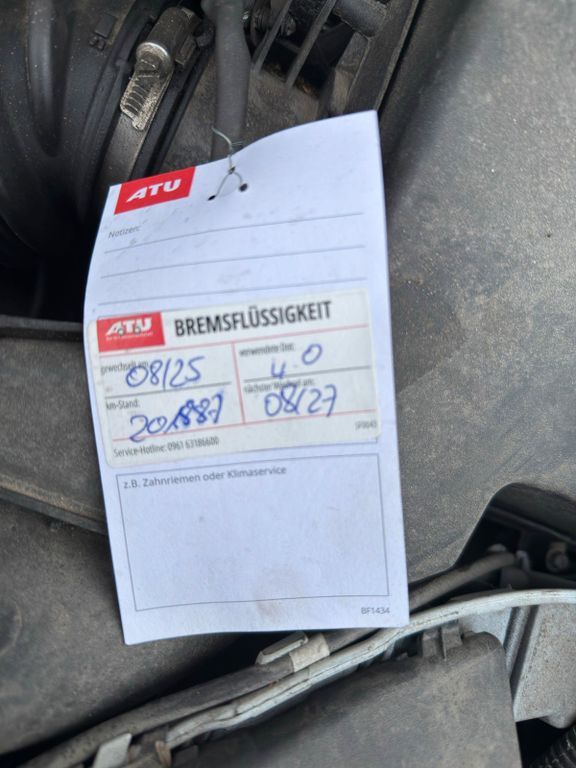 ATU
Notizen:
ATU BREMSFLÜSSIGKEIT
gewechselt am: verwendete Dot:
08/25 4.0
km-Stand: nächster Wechsel am:
201887 08/27
Service-Hotline: 0961 63186600 SF0043
z.B. Zahnriemen oder Klimaservice
BF1434